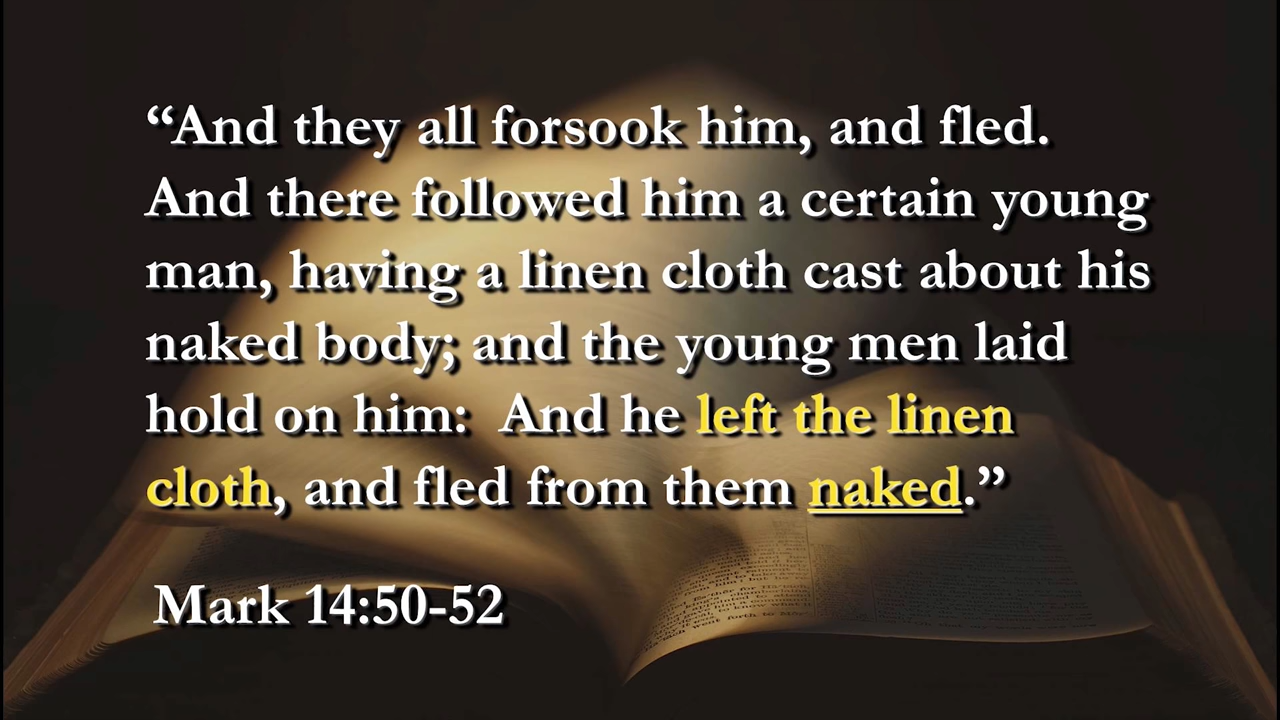 “And they all forsook him, and fled.
And there followed him a certain young
man, having a linen cloth cast about his
naked body; and the young men laid
hold on him:  And he left the linen
cloth, and fled from them naked.”
Mark 14:50-52